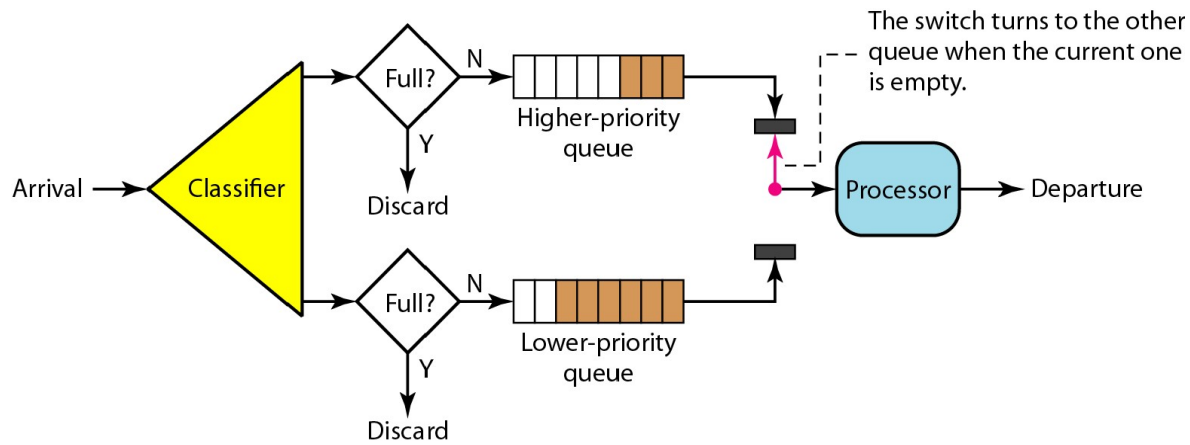 The switch turns to the other
queue when the current one
is empty.
Full?
N
Y
Discard
Higher-priority
queue
Arrival
Classifier
Processor
Departure
Full?
N
Y
Discard
Lower-priority
queue